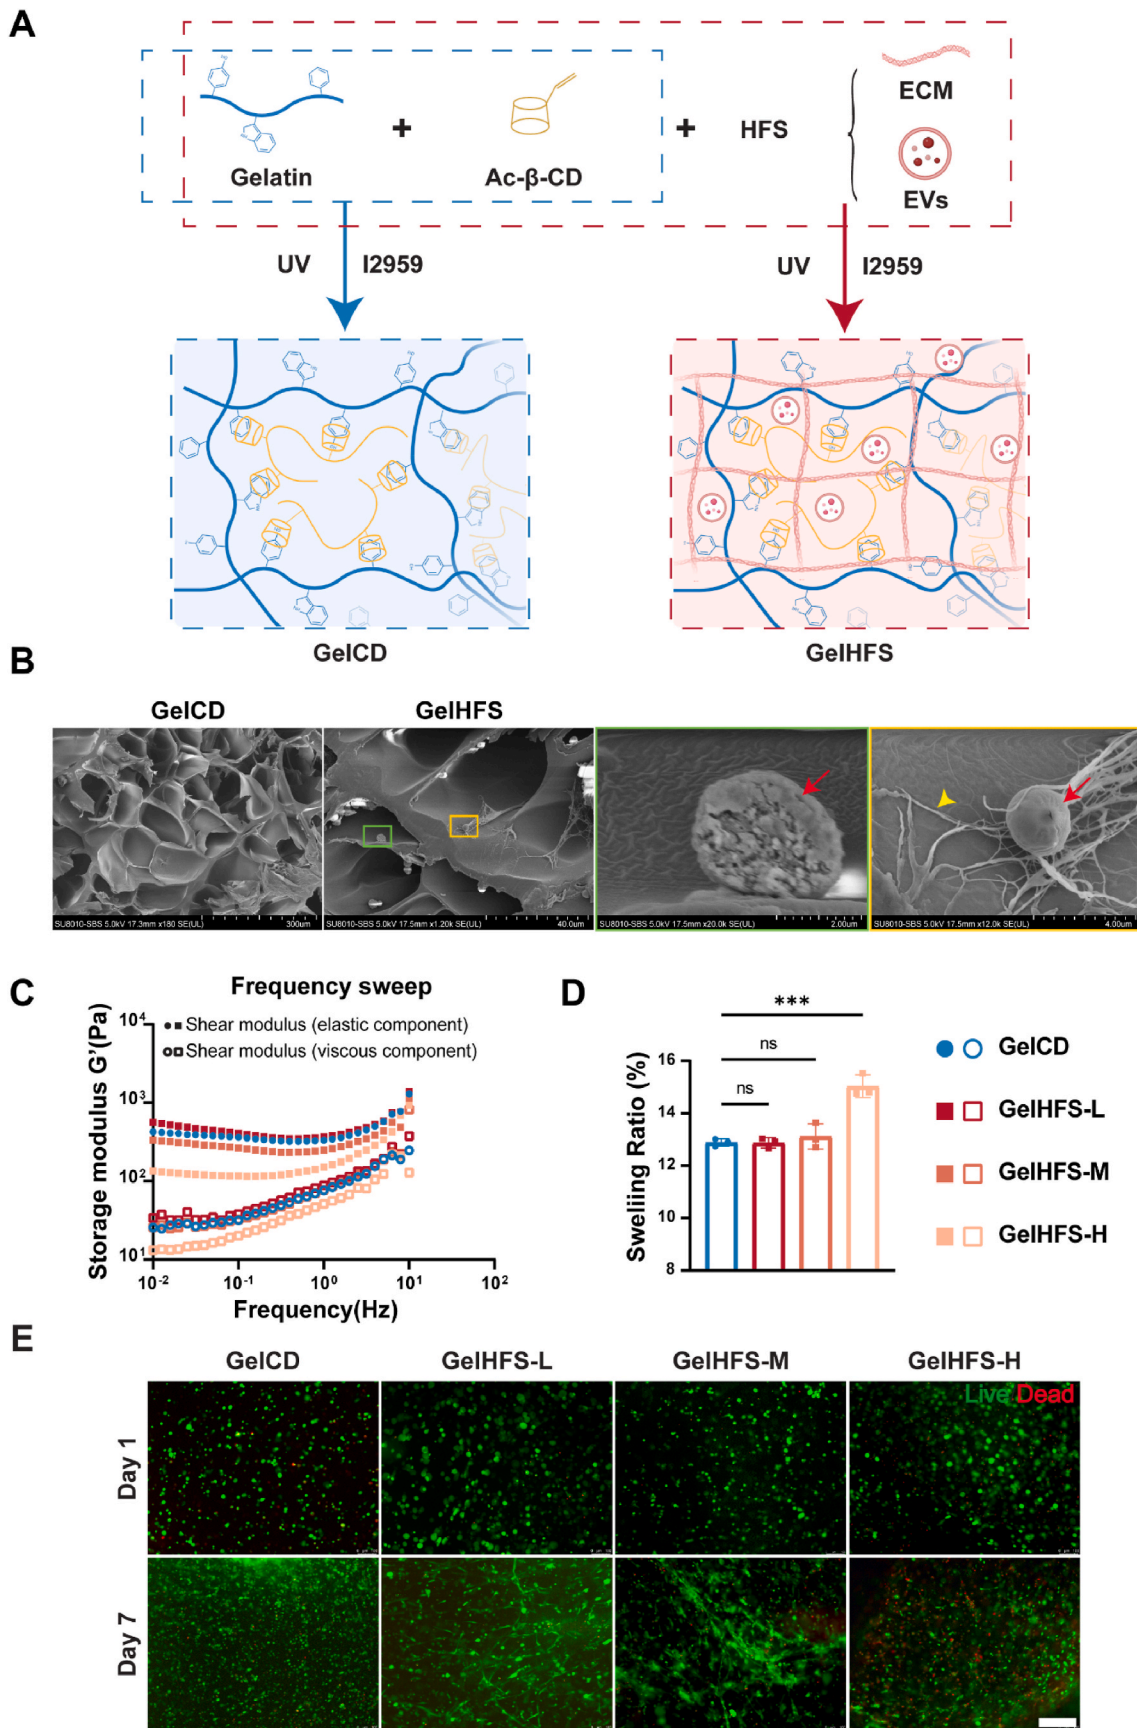 A
Gelatin
+
Ac-β-CD
+
HFS
ECM
EVs
UV
I2959
UV
I2959
GelCD
GelHFS
B
GelCD
GelHFS
SU8010-SBS 5.0kV 17.3mm x180 SE(UL)
300um
SU8010-SBS 5.0kV 17.5mm x1.20k SE(UL)
40.0um
SU8010-SBS 5.0kV 17.5mm x20.0k SE(UL)
2.00um
SU8010-SBS 5.0kV 17.5mm x12.0k SE(UL)
4.00um
C
Frequency sweep
Shear modulus (elastic component)
Shear modulus (viscous component)
Storage modulus G'(Pa)
10⁴
10³
10²
10¹
10⁻²
10⁻¹
10⁰
10¹
10²
Frequency(Hz)
D
***
ns
ns
Sweliing Ratio (%)
16
14
12
10
8
GelCD
GelHFS-L
GelHFS-M
GelHFS-H
E
GelCD
GelHFS-L
GelHFS-M
GelHFS-H
Live Dead
Day 1
Day 7